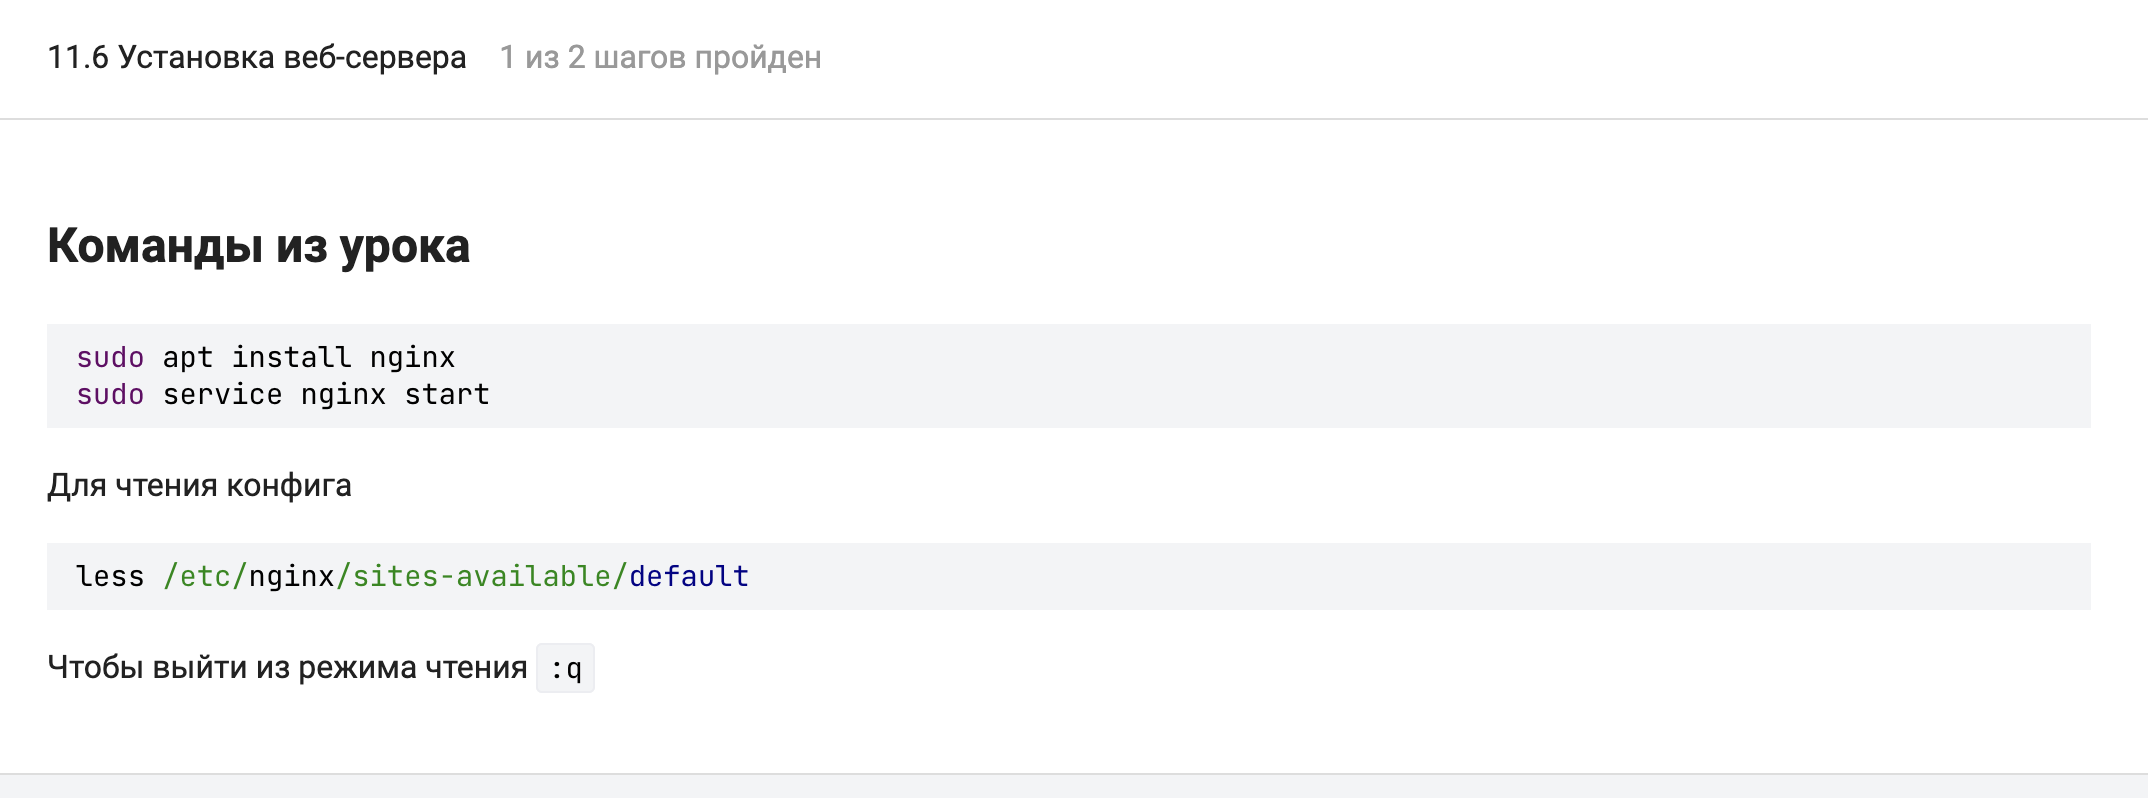 11.6 Установка веб-сервера 1 из 2 шагов пройден
Команды из урока
sudo apt install nginx
sudo service nginx start
Для чтения конфига
less /etc/nginx/sites-available/default
Чтобы выйти из режима чтения :q